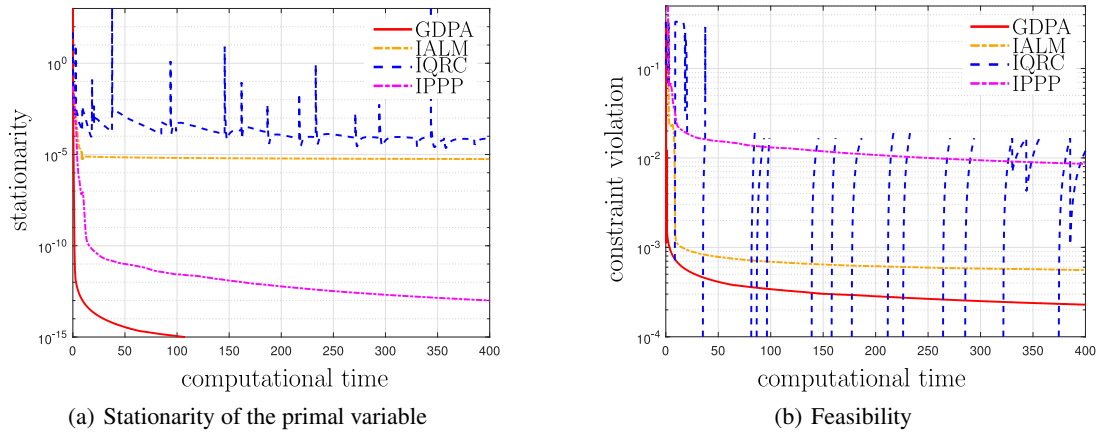 GDPA
IALM
IQRC
IPPP
10^0
10^-5
10^-10
10^-15
stationarity
0 50 100 150 200 250 300 350 400
computational time
(a) Stationarity of the primal variable
GDPA
IALM
IQRC
IPPP
10^-1
10^-2
10^-3
10^-4
constraint violation
0 50 100 150 200 250 300 350 400
computational time
(b) Feasibility